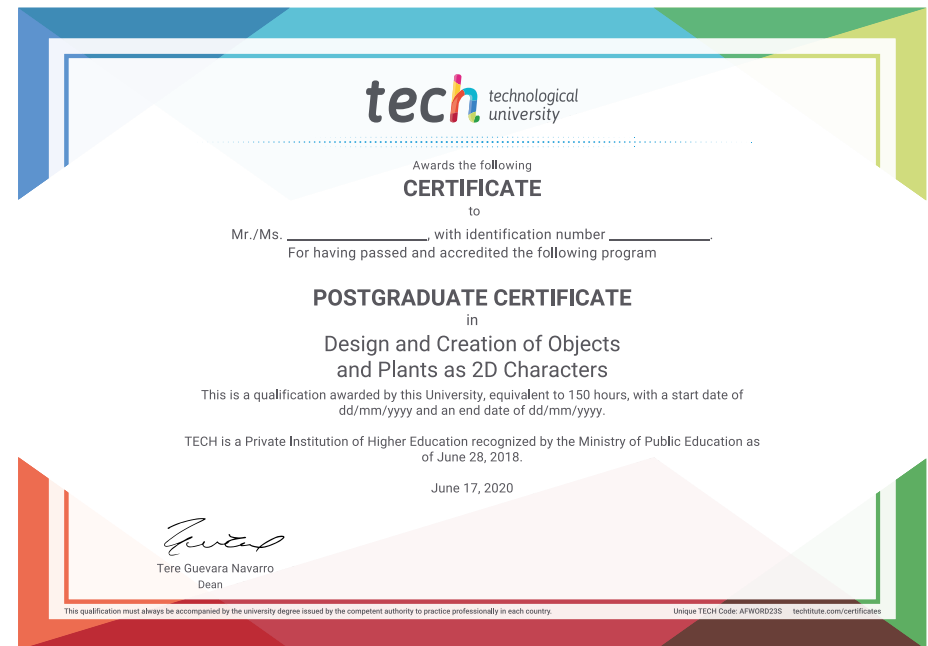 tech technological
university
Awards the following
CERTIFICATE
to
Mr./Ms. ____________________, with identification number ______________.
For having passed and accredited the following program
POSTGRADUATE CERTIFICATE
in
Design and Creation of Objects
and Plants as 2D Characters
This is a qualification awarded by this University, equivalent to 150 hours, with a start date of
dd/mm/yyyy and an end date of dd/mm/yyyy.
TECH is a Private Institution of Higher Education recognized by the Ministry of Public Education as
of June 28, 2018.
June 17, 2020
Tere Guevara Navarro
Dean
This qualification must always be accompanied by the university degree issued by the competent authority to practice professionally in each country.
Unique TECH Code: AFWORD23S techtitute.com/certificates